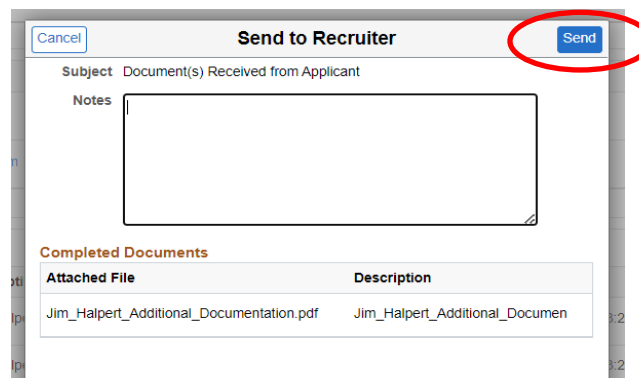 Cancel
Send to Recruiter
Send
Subject Document(s) Received from Applicant
Notes
Completed Documents
Attached File Description
Jim_Halpert_Additional_Documentation.pdf Jim_Halpert_Additional_Documen